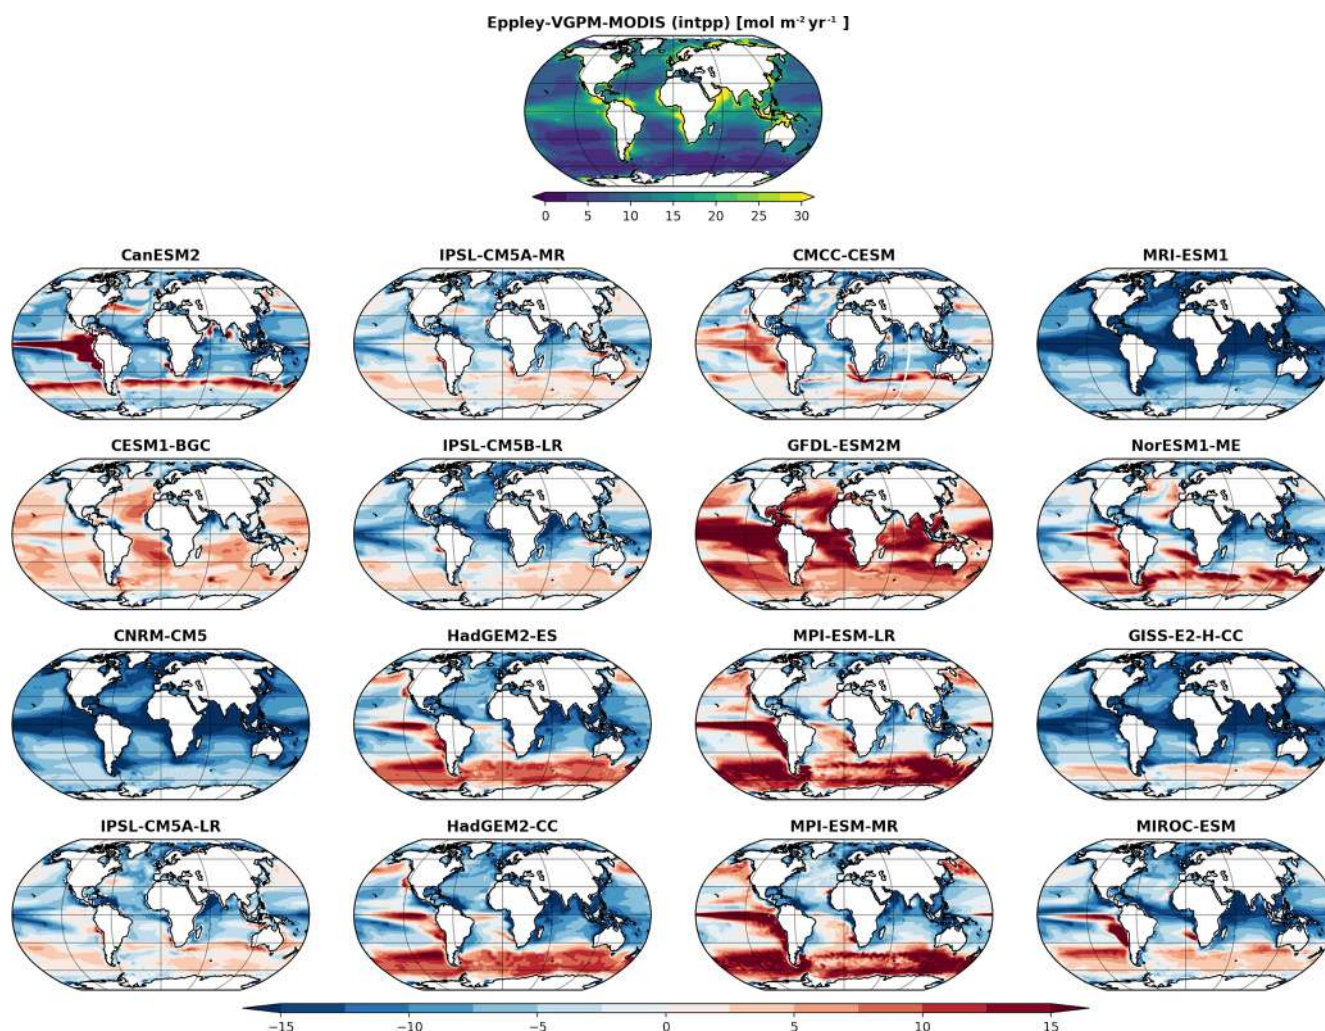 Eppley-VGPM-MODIS (intpp) [mol m⁻² yr⁻¹ ]
0 5 10 15 20 25 30
CanESM2 IPSL-CM5A-MR CMCC-CESM MRI-ESM1
CESM1-BGC IPSL-CM5B-LR GFDL-ESM2M NorESM1-ME
CNRM-CM5 HadGEM2-ES MPI-ESM-LR GISS-E2-H-CC
IPSL-CM5A-LR HadGEM2-CC MPI-ESM-MR MIROC-ESM
−15 −10 −5 0 5 10 15